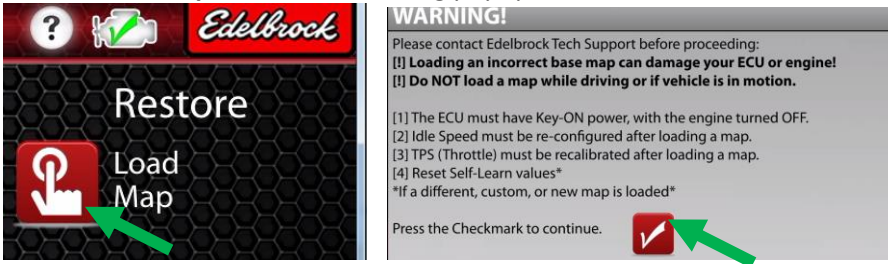 ? Edelbrock
Restore
Load
Map
WARNING!
Please contact Edelbrock Tech Support before proceeding:
[!] Loading an incorrect base map can damage your ECU or engine!
[!] Do NOT load a map while driving or if vehicle is in motion.
[1] The ECU must have Key-ON power, with the engine turned OFF.
[2] Idle Speed must be re-configured after loading a map.
[3] TPS (Throttle) must be recalibrated after loading a map.
[4] Reset Self-Learn values*
*If a different, custom, or new map is loaded*
Press the Checkmark to continue.